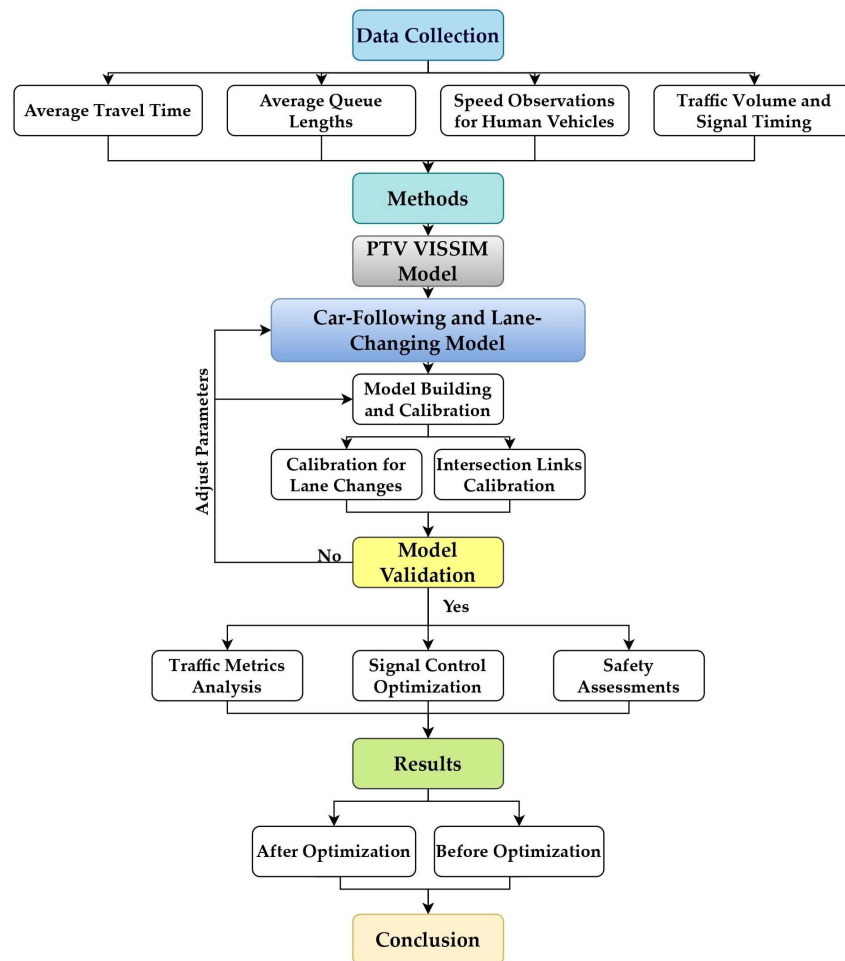 Data Collection
Average Travel Time
Average Queue
Lengths
Speed Observations
for Human Vehicles
Traffic Volume and
Signal Timing
Methods
PTV VISSIM
Model
Car-Following and Lane-
Changing Model
Model Building
and Calibration
Adjust Parameters
Calibration for
Lane Changes
Intersection Links
Calibration
No
Model
Validation
Yes
Traffic Metrics
Analysis
Signal Control
Optimization
Safety
Assessments
Results
After Optimization
Before Optimization
Conclusion